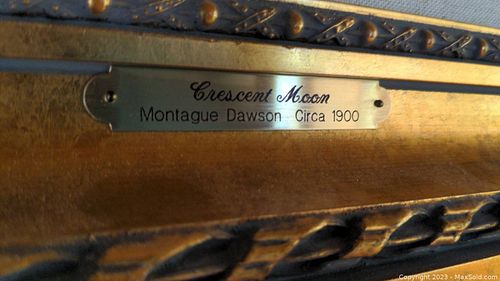 Crescent Moon
Montague Dawson Circa 1900
Copyright 2023 - MaxSold.com